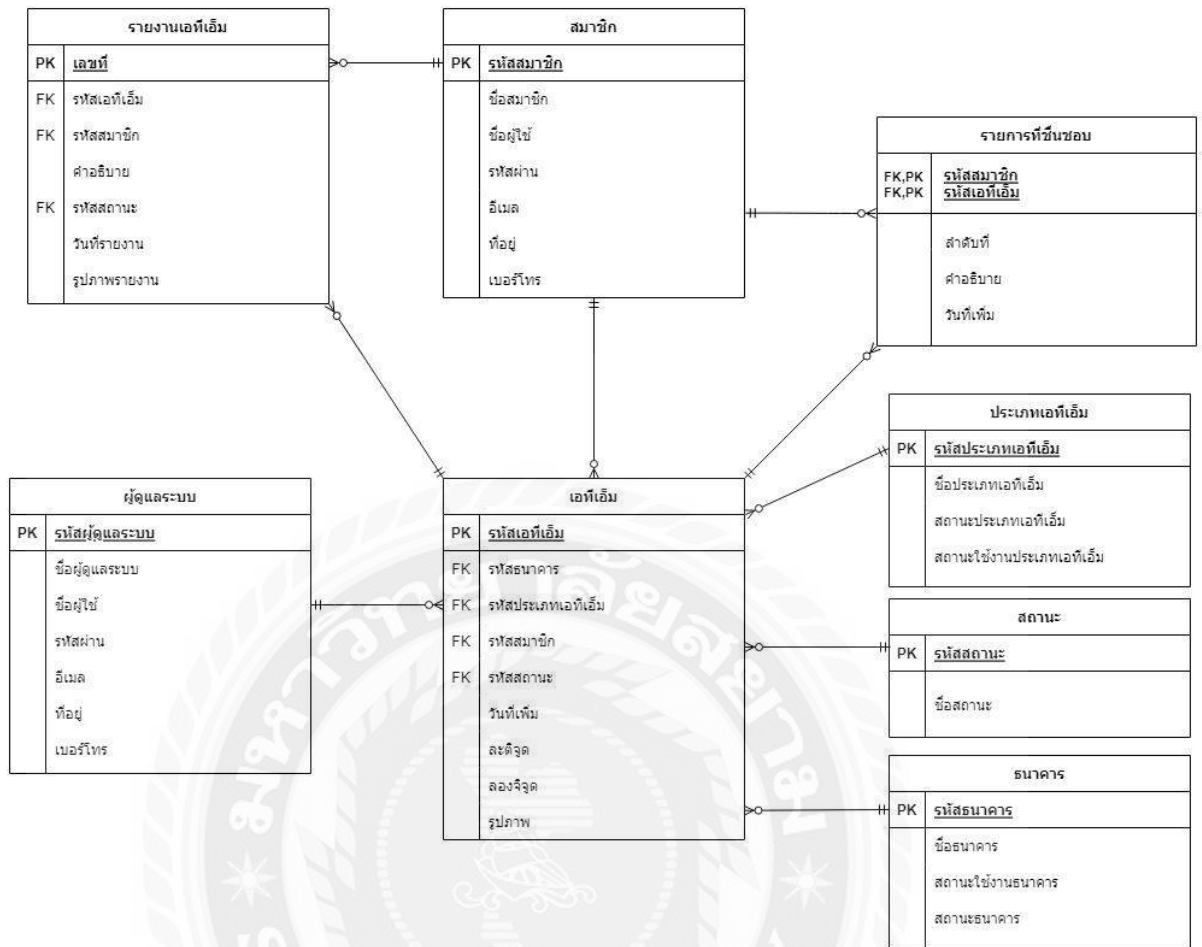 รายงานเอทีเอ็ม
PK เลขที่
FK รหัสเอทีเอ็ม
FK รหัสสมาชิก
คำอธิบาย
FK รหัสสถานะ
วันที่รายงาน
รูปภาพรายงาน
สมาชิก
PK รหัสสมาชิก
ชื่อสมาชิก
ชื่อผู้ใช้
รหัสผ่าน
อีเมล
ที่อยู่
เบอร์โทร
รายการที่ชื่นชอบ
FK,PK รหัสสมาชิก
FK,PK รหัสเอทีเอ็ม
ลำดับที่
คำอธิบาย
วันที่เพิ่ม
ประเภทเอทีเอ็ม
PK รหัสประเภทเอทีเอ็ม
ชื่อประเภทเอทีเอ็ม
สถานะประเภทเอทีเอ็ม
สถานะใช้งานประเภทเอทีเอ็ม
ผู้ดูแลระบบ
PK รหัสผู้ดูแลระบบ
ชื่อผู้ดูแลระบบ
ชื่อผู้ใช้
รหัสผ่าน
อีเมล
ที่อยู่
เบอร์โทร
เอทีเอ็ม
PK รหัสเอทีเอ็ม
FK รหัสธนาคาร
FK รหัสประเภทเอทีเอ็ม
FK รหัสสมาชิก
FK รหัสสถานะ
วันที่เพิ่ม
ละติจูด
ลองจิจูด
รูปภาพ
สถานะ
PK รหัสสถานะ
ชื่อสถานะ
ธนาคาร
PK รหัสธนาคาร
ชื่อธนาคาร
สถานะใช้งานธนาคาร
สถานะธนาคาร
มหาวิทยาลัยสยาม